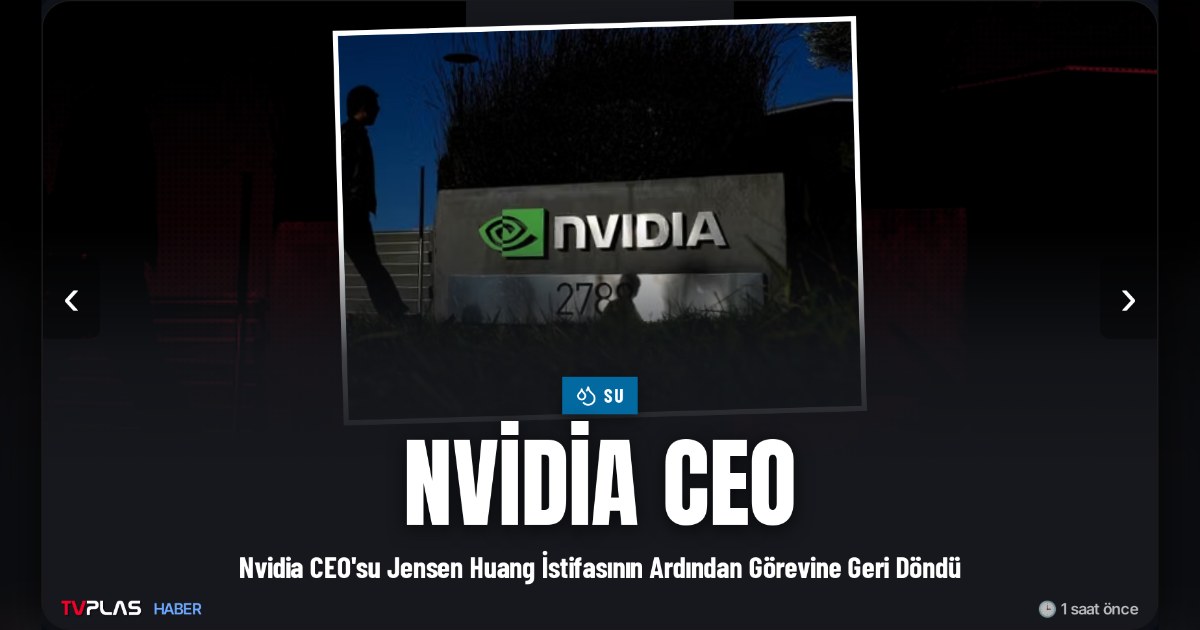 NVIDIA
278
SU
NVİDİA CEO
Nvidia CEO'su Jensen Huang İstifasının Ardından Görevine Geri Döndü
TVPLAS HABER
1 saat önce